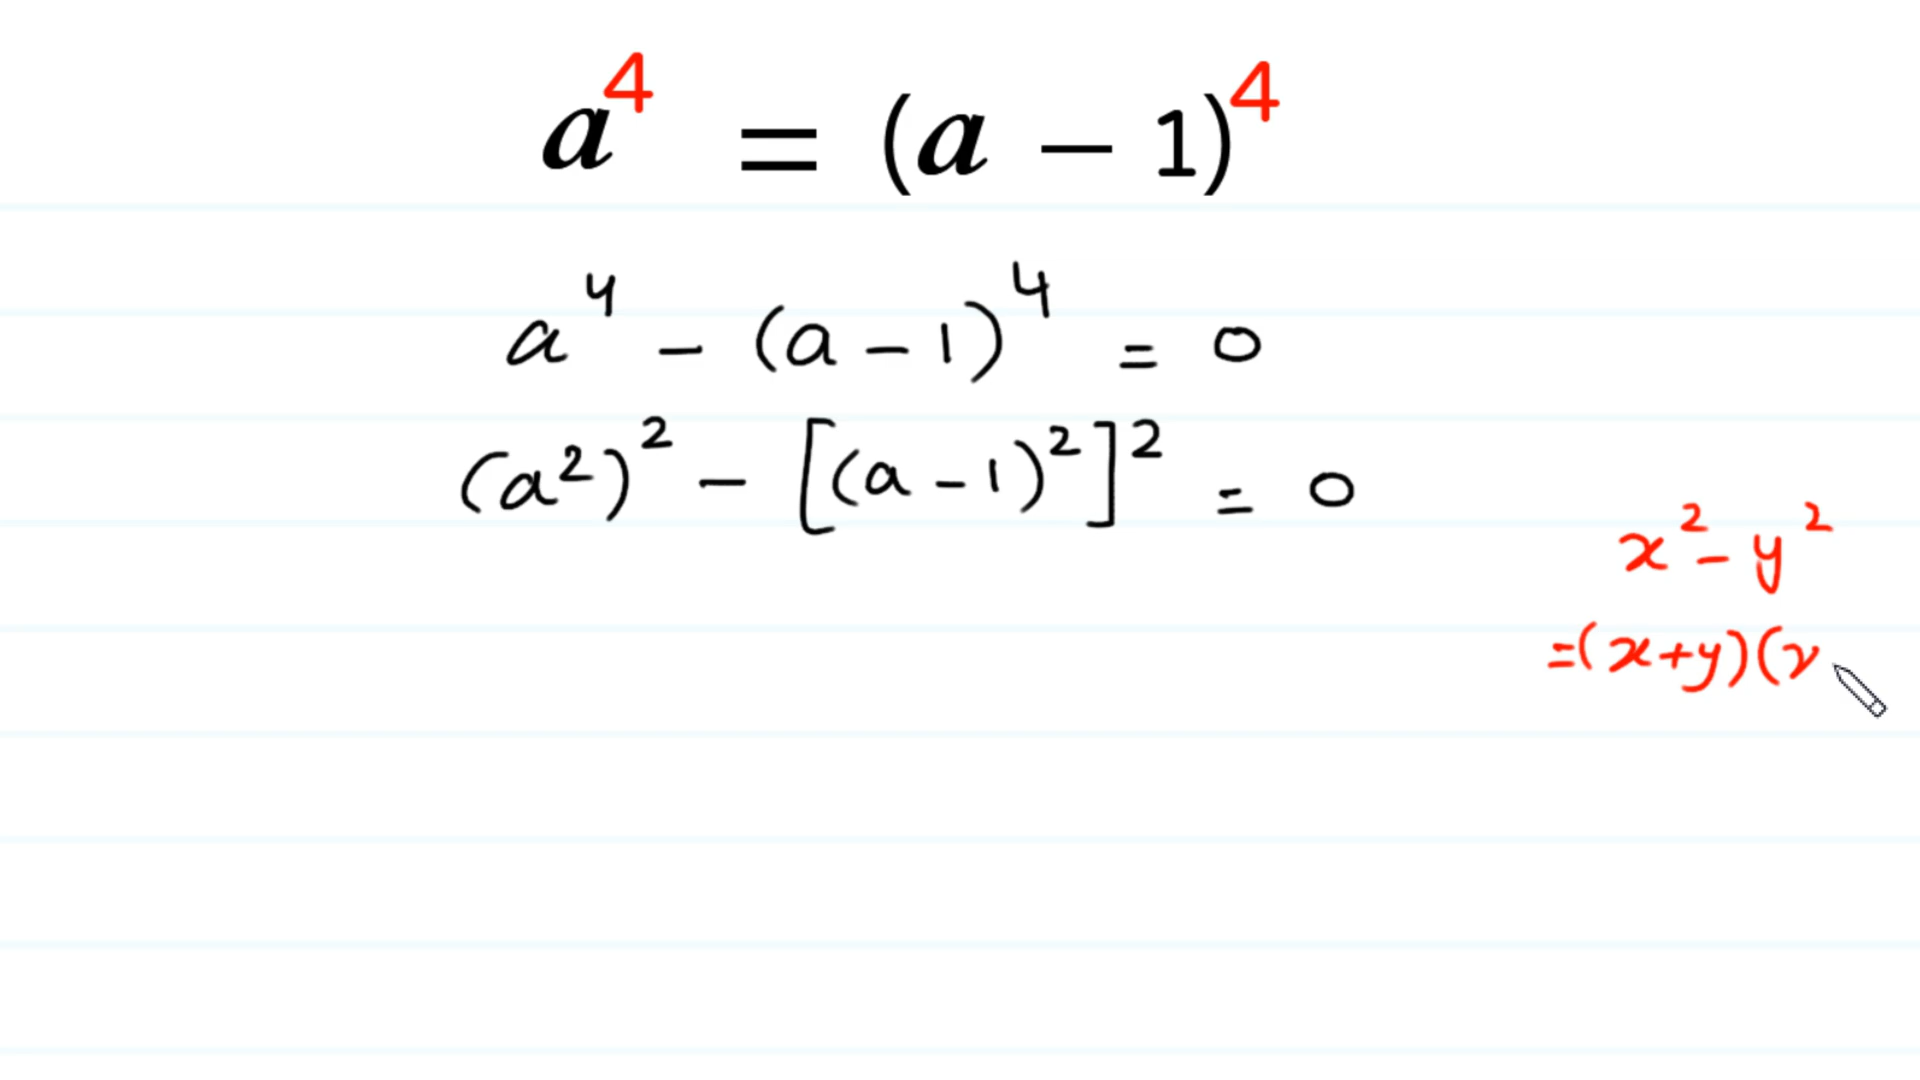 a⁴ = (a − 1)⁴
a⁴ − (a − 1)⁴ = 0
(a²)² − [(a − 1)²]² = 0
x² − y²
=(x+y)(x